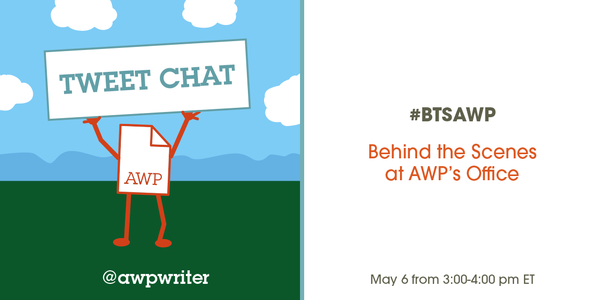 TWEET CHAT
AWP
@awpwriter
#BTSAWP
Behind the Scenes
at AWP's Office
May 6 from 3:00-4:00 pm ET